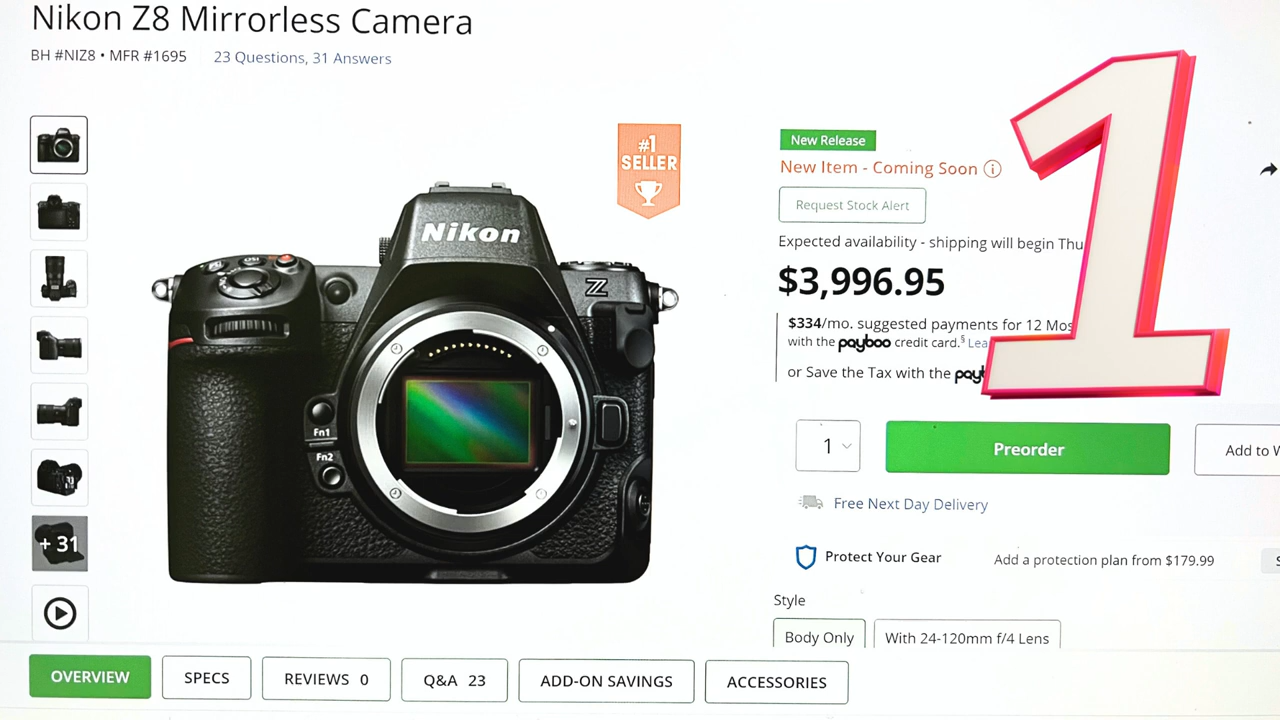 Nikon Z8 Mirrorless Camera
BH #NIZ8 • MFR #1695 23 Questions, 31 Answers
#1
SELLER
New Release
New Item - Coming Soon
Request Stock Alert
Expected availability - shipping will begin Thu
$3,996.95
$334/mo. suggested payments for 12 Mos
with the payboo credit card.§ Lea
or Save the Tax with the payb
1
Nikon
Z
Fn1
Fn2
1
Preorder
Add to W
Free Next Day Delivery
Protect Your Gear
Add a protection plan from $179.99
S
+ 31
Style
Body Only
With 24-120mm f/4 Lens
OVERVIEW
SPECS
REVIEWS 0
Q&A 23
ADD-ON SAVINGS
ACCESSORIES